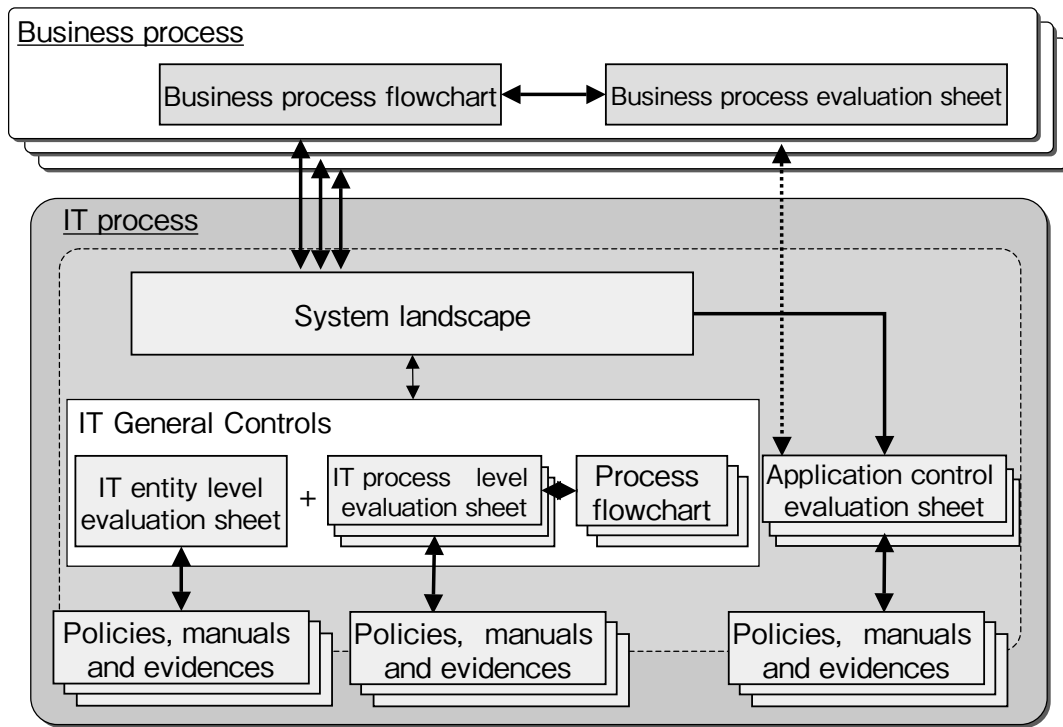 Business process
Business process flowchart
Business process evaluation sheet
IT process
System landscape
IT General Controls
IT entity level
evaluation sheet
+
IT process level
evaluation sheet
Process
flowchart
Application control
evaluation sheet
Policies, manuals
and evidences
Policies, manuals
and evidences
Policies, manuals
and evidences